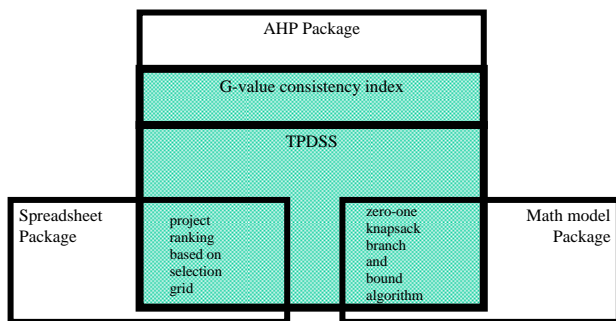 AHP Package
G-value consistency index
TPDSS
Spreadsheet
Package
project
ranking
based on
selection
grid
zero-one
knapsack
branch
and
bound
algorithm
Math model
Package